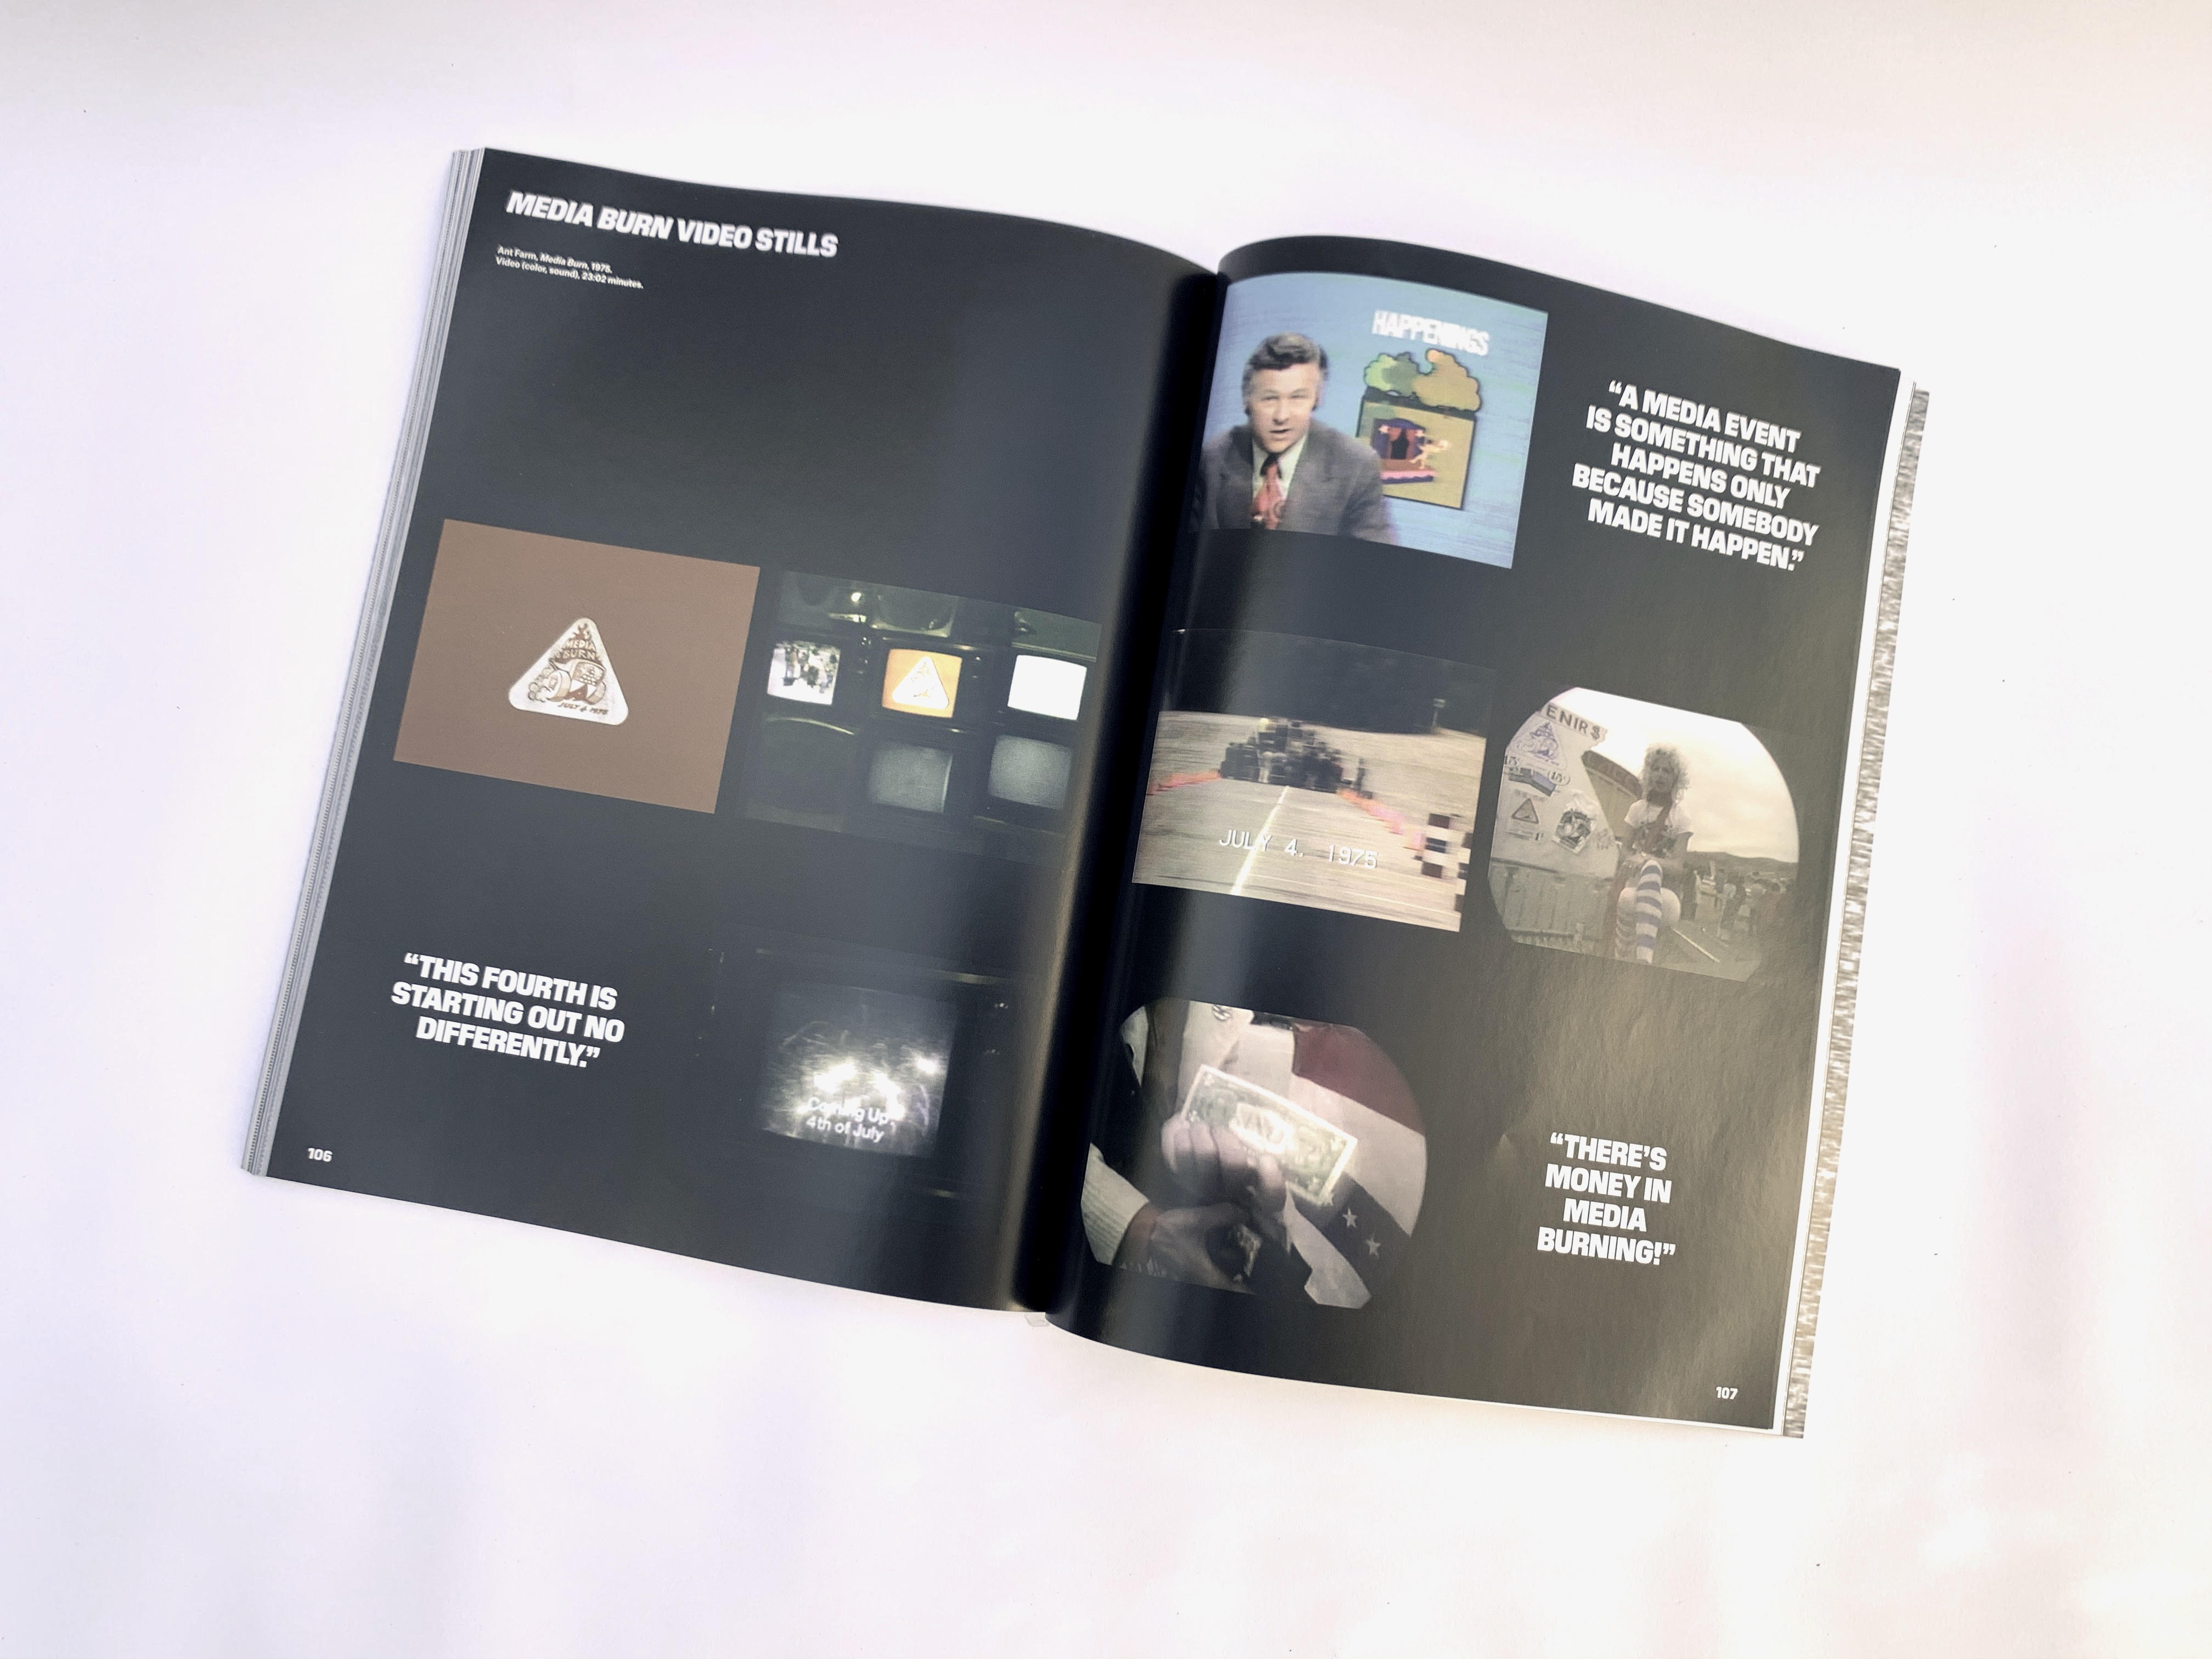 MEDIA BURN VIDEO STILLS
Ant Farm, Media Burn, 1975.
Video (color, sound), 23:02 minutes.
MEDIA
BURN
JULY 4 1975
"THIS FOURTH IS
STARTING OUT NO
DIFFERENTLY."
Coming Up
4th of July
106
HAPPENINGS
"A MEDIA EVENT
IS SOMETHING THAT
HAPPENS ONLY
BECAUSE SOMEBODY
MADE IT HAPPEN."
JULY 4, 1975
ENIRS
"THERE'S
MONEY IN
MEDIA
BURNING!"
107